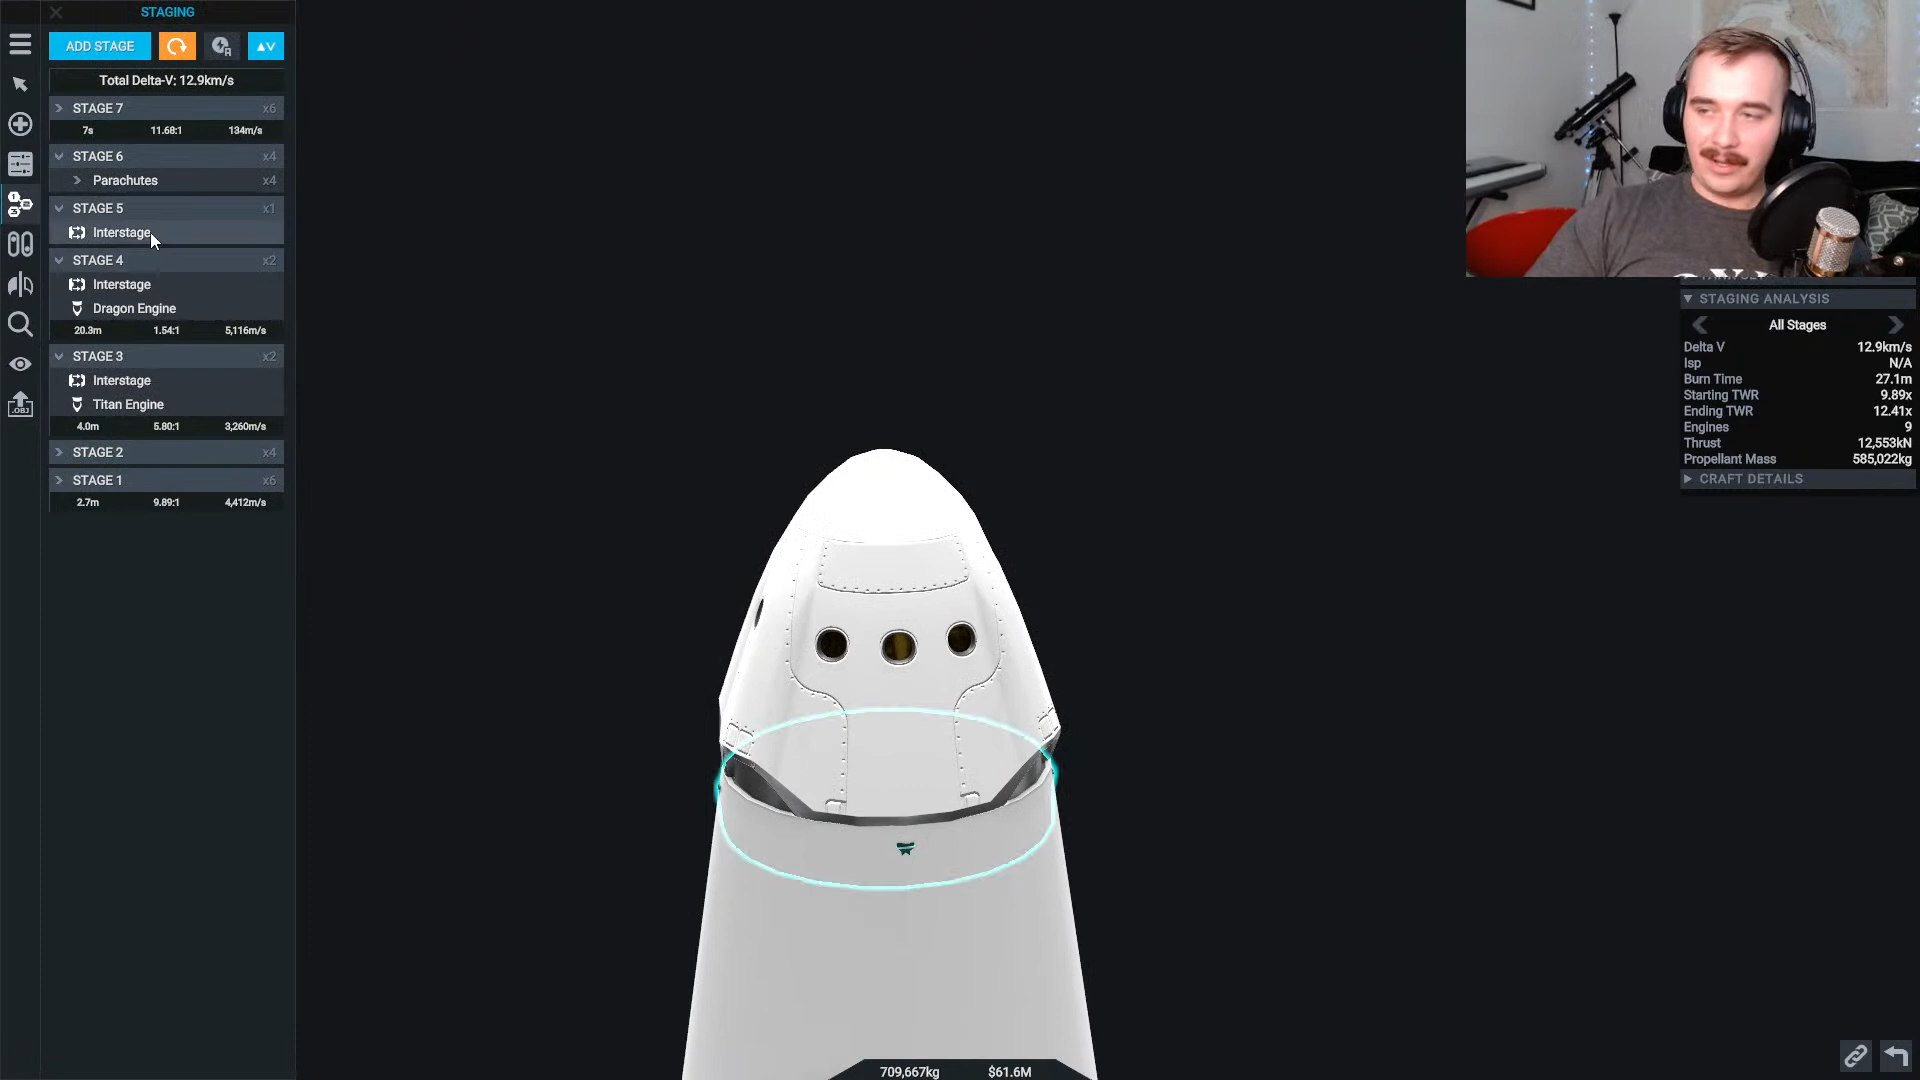 STAGING
ADD STAGE
Total Delta-V: 12.9km/s
STAGE 7 x6
7s 11.68:1 134m/s
STAGE 6 x4
Parachutes x4
STAGE 5 x1
Interstage
STAGE 4 x2
Interstage
Dragon Engine
20.3m 1.54:1 5,116m/s
STAGE 3 x2
Interstage
Titan Engine
4.0m 5.80:1 3,260m/s
STAGE 2 x4
STAGE 1 x6
2.7m 9.89:1 4,412m/s
.OBJ
STAGING ANALYSIS
All Stages
Delta V 12.9km/s
Isp N/A
Burn Time 27.1m
Starting TWR 9.89x
Ending TWR 12.41x
Engines 9
Thrust 12,553kN
Propellant Mass 585,022kg
CRAFT DETAILS
709,667kg $61.6M